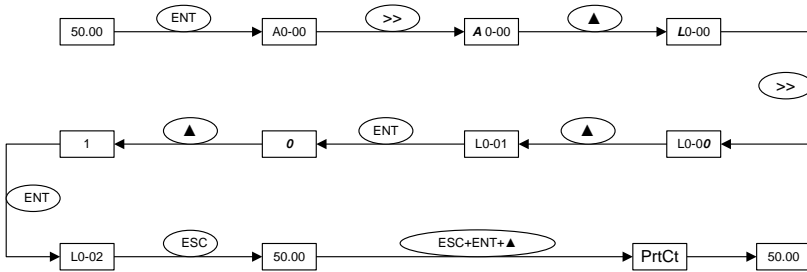 50.00 ENT A0-00 >> A 0-00 ▲ L0-00
>>
1 ▲ 0 ENT L0-01 ▲ L0-00
ENT
L0-02 ESC 50.00 ESC+ENT+▲ PrtCt 50.00